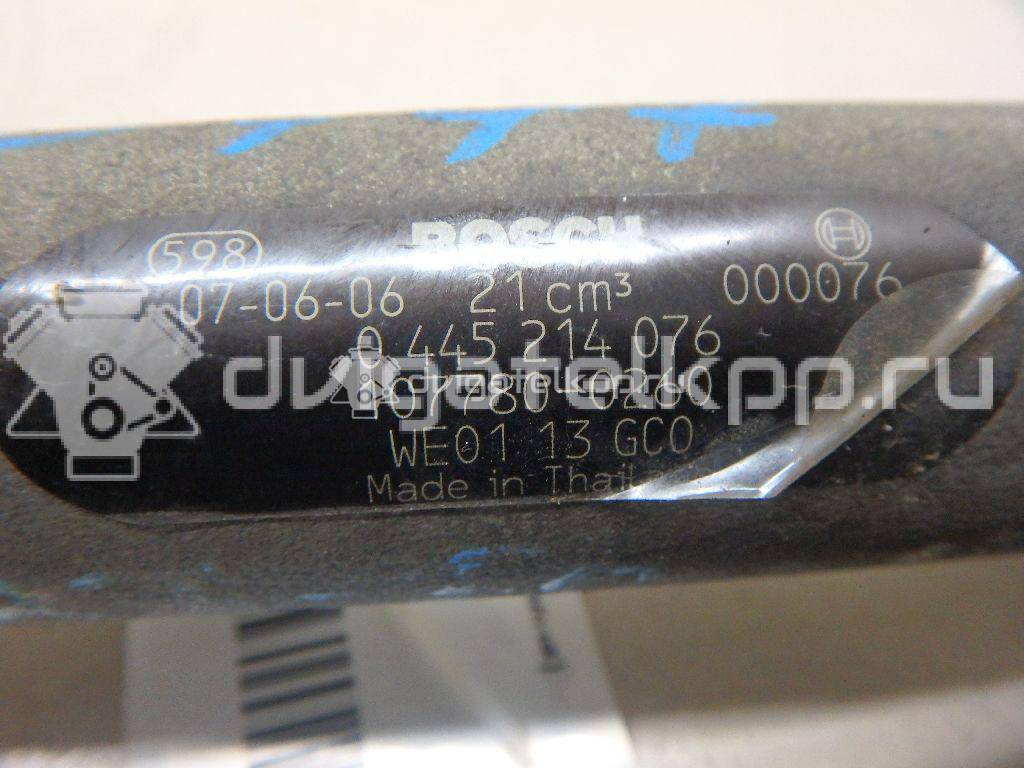 BOSCH
598
07-06-06 21 cm³ 000076
0 445 214 076
WE01 13 GC0
Made in
dvigatelkpp.ru